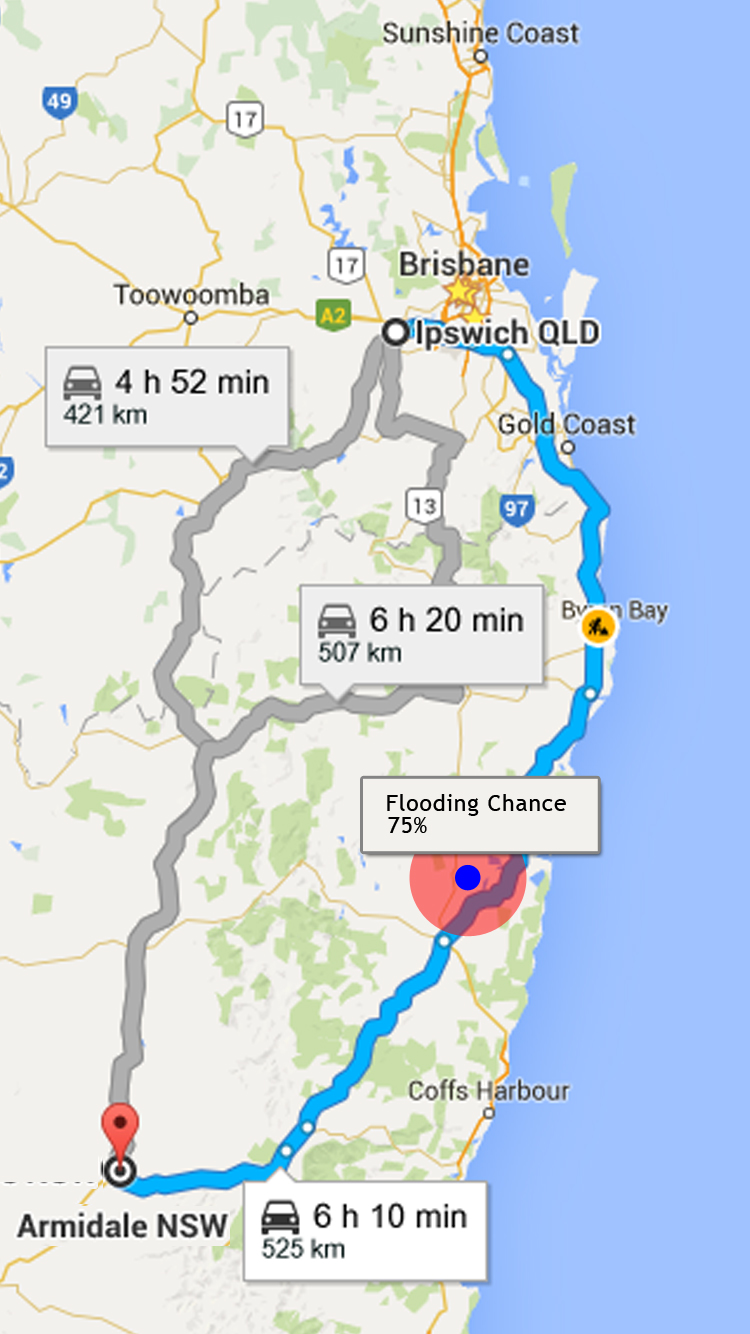 Sunshine Coast
49
17
17
Brisbane
Toowoomba
A2
Ipswich QLD
4 h 52 min
421 km
Gold Coast
2
13
97
6 h 20 min
507 km
Bay
Flooding Chance
75%
Coffs Harbour
Armidale NSW
6 h 10 min
525 km